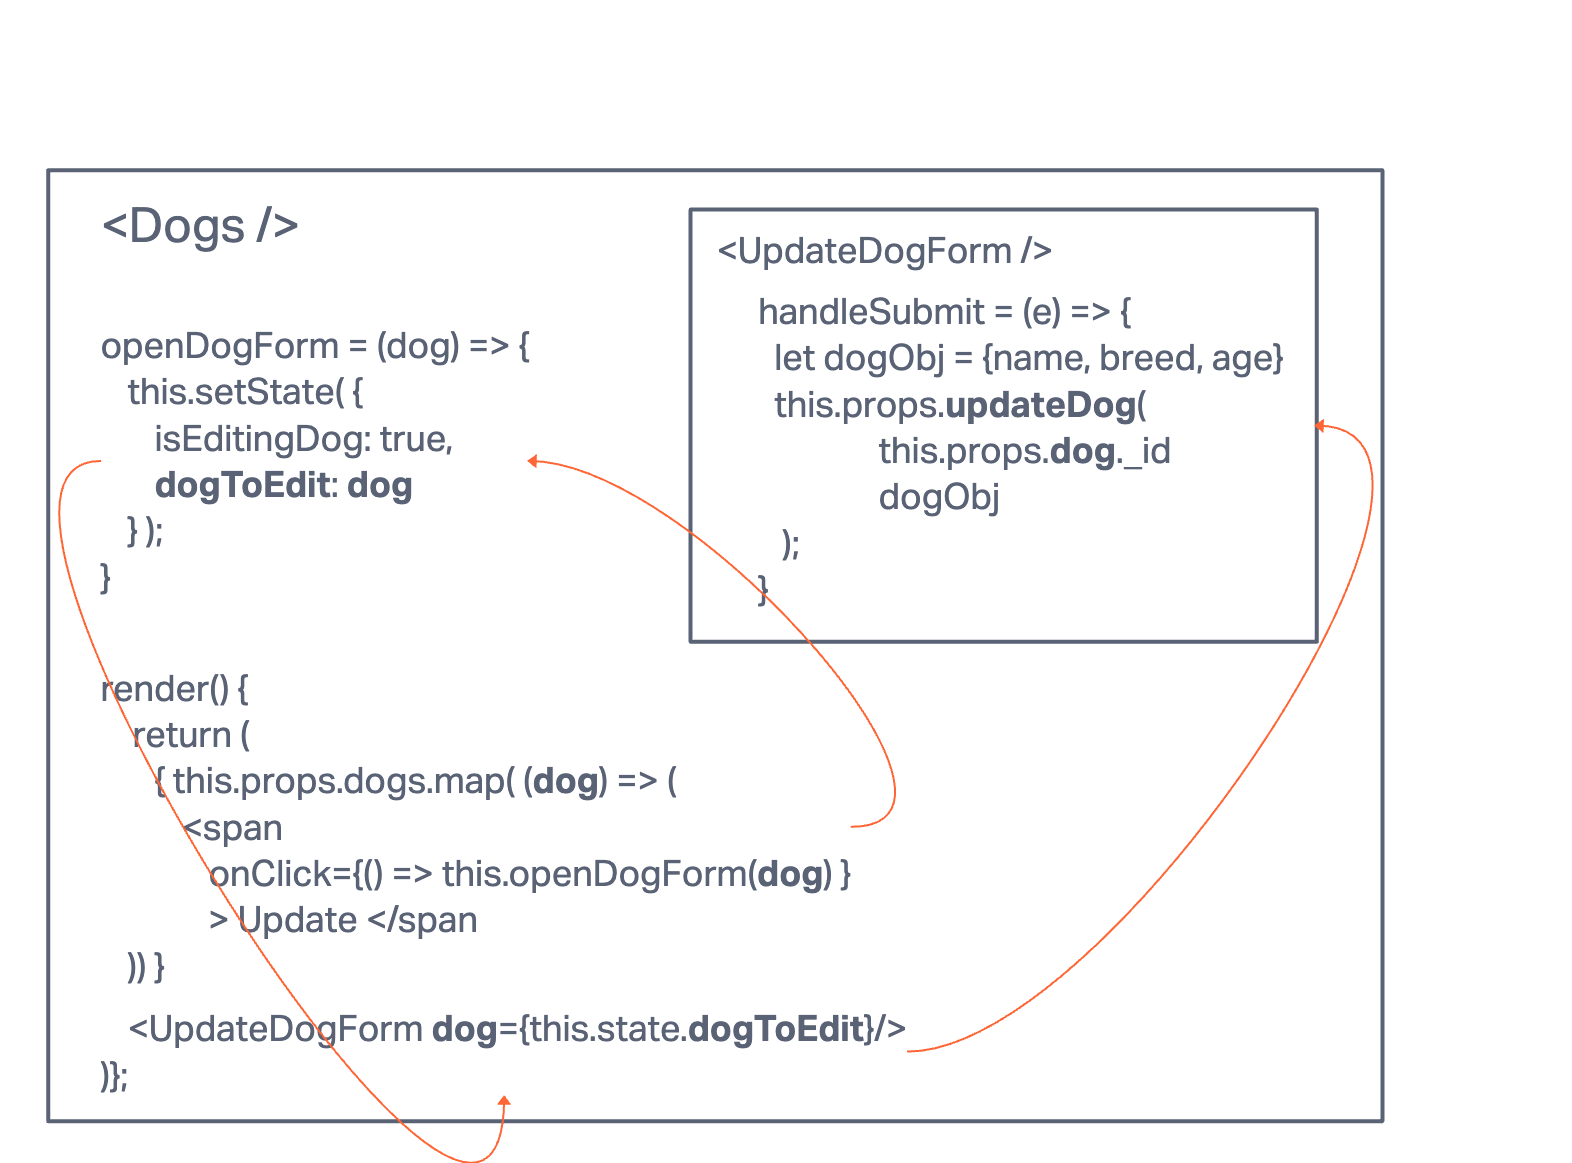 <Dogs />
openDogForm = (dog) => {
this.setState( {
isEditingDog: true,
dogToEdit: dog
} );
}
render() {
return (
{ this.props.dogs.map( (dog) => (
<span
onClick={() => this.openDogForm(dog) }
> Update </span
)) }
<UpdateDogForm dog={this.state.dogToEdit}/>
)};
<UpdateDogForm />
handleSubmit = (e) => {
let dogObj = {name, breed, age}
this.props.updateDog(
this.props.dog._id
dogObj
);
}